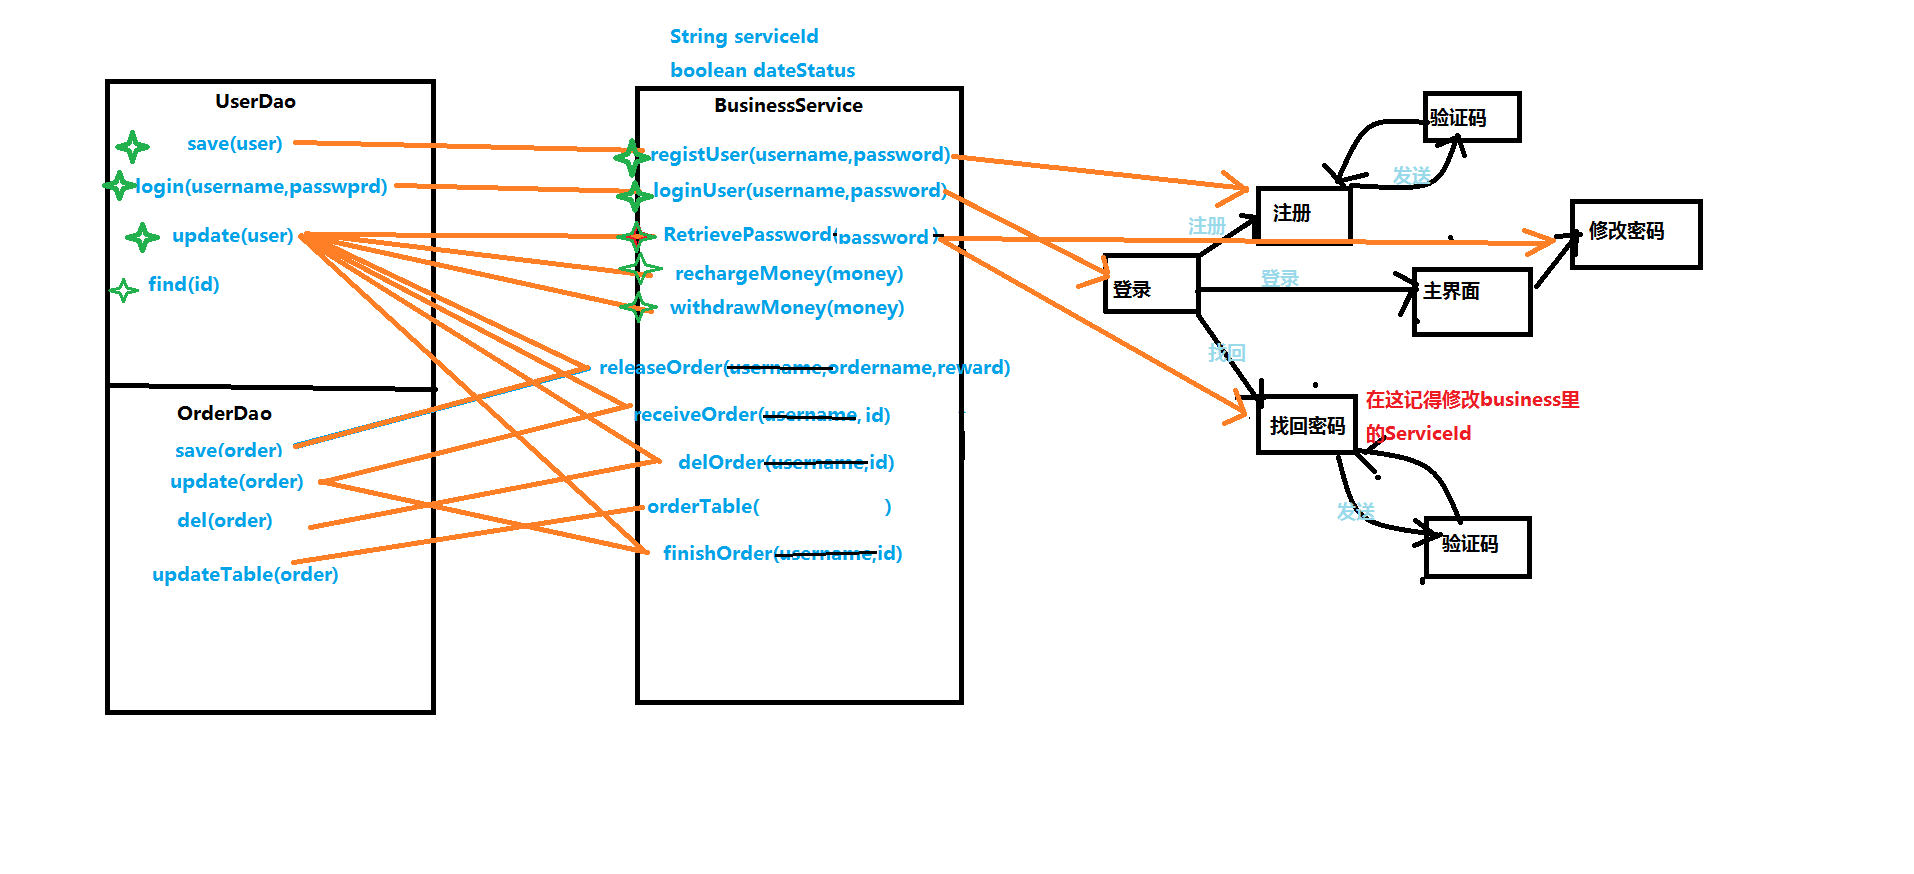 String serviceId
boolean dateStatus
UserDao
save(user)
login(username,passwprd)
update(user)
find(id)
OrderDao
save(order)
update(order)
del(order)
updateTable(order)
BusinessService
registUser(username,password)
loginUser(username,password)
RetrievePassword(password )
rechargeMoney(money)
withdrawMoney(money)
releaseOrder(username,ordername,reward)
receiveOrder(username, id)
delOrder(username,id)
orderTable( )
finishOrder(username,id)
验证码
发送
注册
注册
修改密码
登录
登录
主界面
找回
找回密码
在这记得修改business里
的ServiceId
发送
验证码